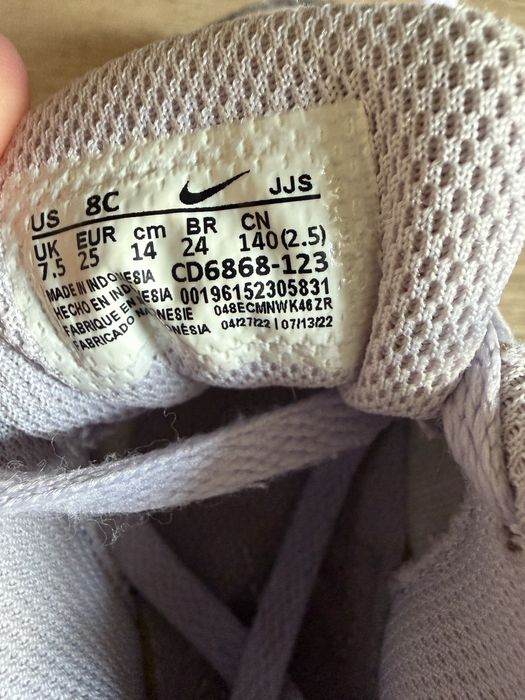 US 8C JJS
UK EUR cm BR CN
7.5 25 14 24 140(2.5)
MADE IN INDONESIA CD6868-123
HECHO EN INDONESIA 00196152305831
FABRIQUE EN INDONESIE 048ECMNWK46ZR
FABRICADO NA INDONÉSIA 04/27/22 | 07/13/22